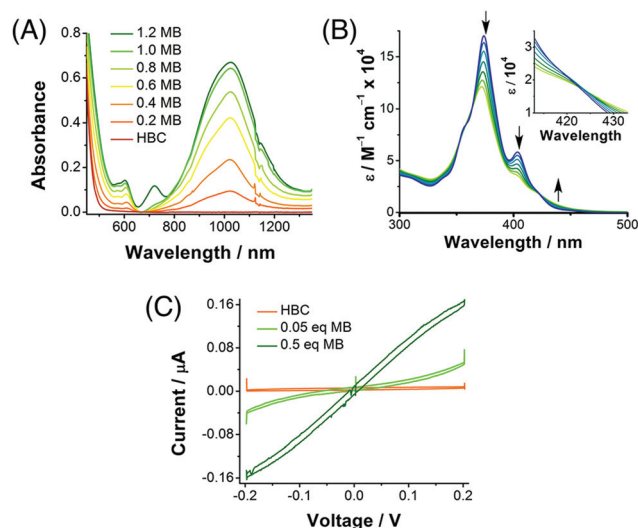 (A)
0.8
0.6
0.4
0.2
0.0
Absorbance
1.2 MB
1.0 MB
0.8 MB
0.6 MB
0.4 MB
0.2 MB
HBC
600 800 1000 1200
Wavelength / nm
(B)
20
15
10
5
0
ε / M⁻¹ cm⁻¹ x 10⁴
300 400 500
Wavelength / nm
3
2
1
ε / 10⁴
420 430
Wavelength
(C)
0.16
0.08
0.00
-0.08
-0.16
Current / μA
HBC
0.05 eq MB
0.5 eq MB
-0.2 -0.1 0.0 0.1 0.2
Voltage / V